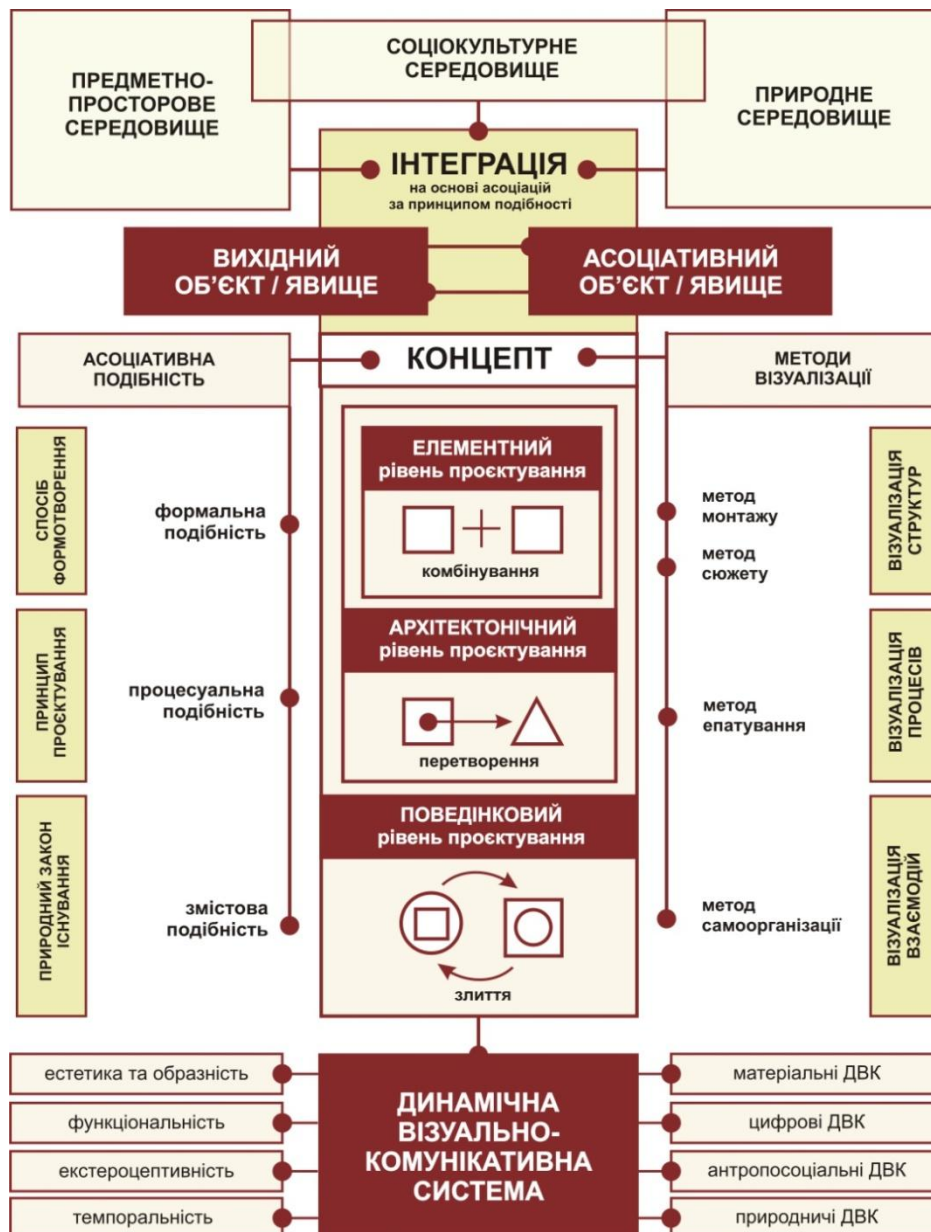 СОЦІОКУЛЬТУРНЕ
СЕРЕДОВИЩЕ
ПРЕДМЕТНО-
ПРОСТОРОВЕ
СЕРЕДОВИЩЕ
ПРИРОДНЕ
СЕРЕДОВИЩЕ
ІНТЕГРАЦІЯ
на основі асоціацій
за принципом подібності
ВИХІДНИЙ
ОБ’ЄКТ / ЯВИЩЕ
АСОЦІАТИВНИЙ
ОБ’ЄКТ / ЯВИЩЕ
АСОЦІАТИВНА
ПОДІБНІСТЬ
КОНЦЕПТ
МЕТОДИ
ВІЗУАЛІЗАЦІЇ
СПОСІБ
ФОРМОТВОРЕННЯ
формальна
подібність
ЕЛЕМЕНТНИЙ
рівень проєктування
комбінування
метод
монтажу
метод
сюжету
ВІЗУАЛІЗАЦІЯ
СТРУКТУР
ПРИНЦИП
ПРОЄКТУВАННЯ
процесуальна
подібність
АРХІТЕКТОНІЧНИЙ
рівень проєктування
перетворення
метод
епатування
ВІЗУАЛІЗАЦІЯ
ПРОЦЕСІВ
ПРИРОДНИЙ ЗАКОН
ІСНУВАННЯ
змістова
подібність
ПОВЕДІНКОВИЙ
рівень проєктування
злиття
метод
самоорганізації
ВІЗУАЛІЗАЦІЯ
ВЗАЄМОДІЙ
естетика та образність
функціональність
екстероцептивність
темпоральність
ДИНАМІЧНА
ВІЗУАЛЬНО-
КОМУНІКАТИВНА
СИСТЕМА
матеріальні ДВК
цифрові ДВК
антропосоціальні ДВК
природничі ДВК